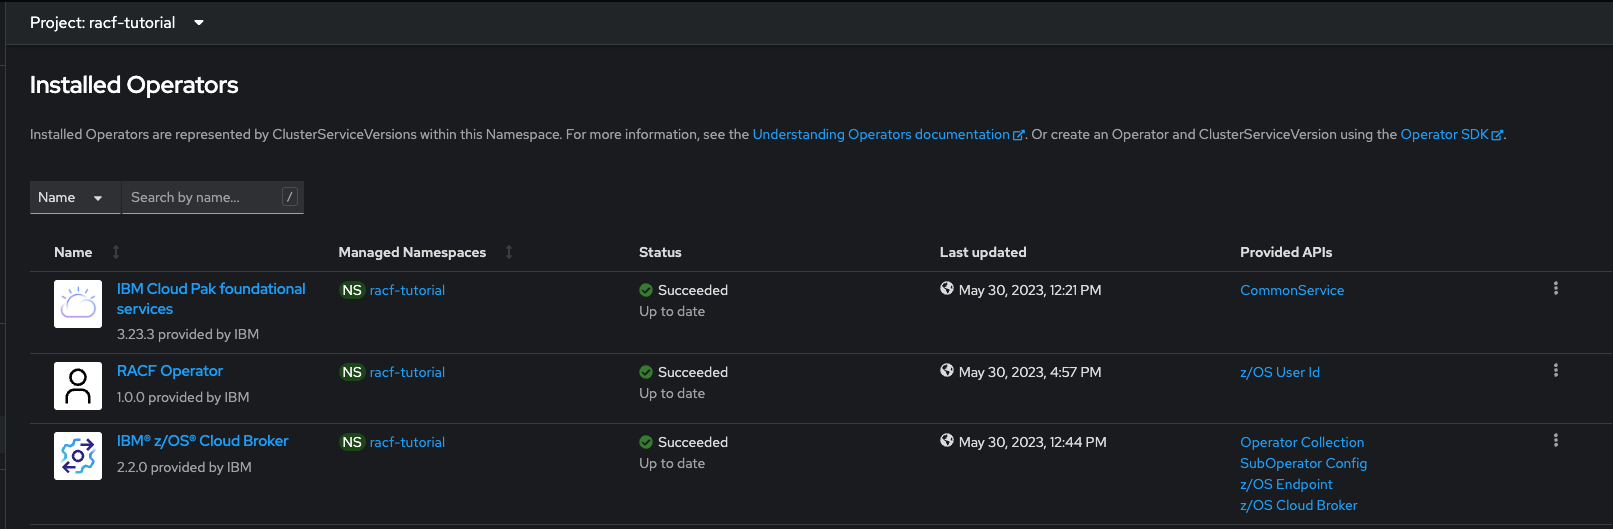 Project: racf-tutorial
Installed Operators
Installed Operators are represented by ClusterServiceVersions within this Namespace. For more information, see the Understanding Operators documentation. Or create an Operator and ClusterServiceVersion using the Operator SDK.
Name Search by name... /
Name Managed Namespaces Status Last updated Provided APIs
IBM Cloud Pak foundational NS racf-tutorial Succeeded May 30, 2023, 12:21 PM CommonService
services Up to date
3.23.3 provided by IBM
RACF Operator NS racf-tutorial Succeeded May 30, 2023, 4:57 PM z/OS User Id
1.0.0 provided by IBM Up to date
IBM® z/OS® Cloud Broker NS racf-tutorial Succeeded May 30, 2023, 12:44 PM Operator Collection
2.2.0 provided by IBM Up to date SubOperator Config
z/OS Endpoint
z/OS Cloud Broker